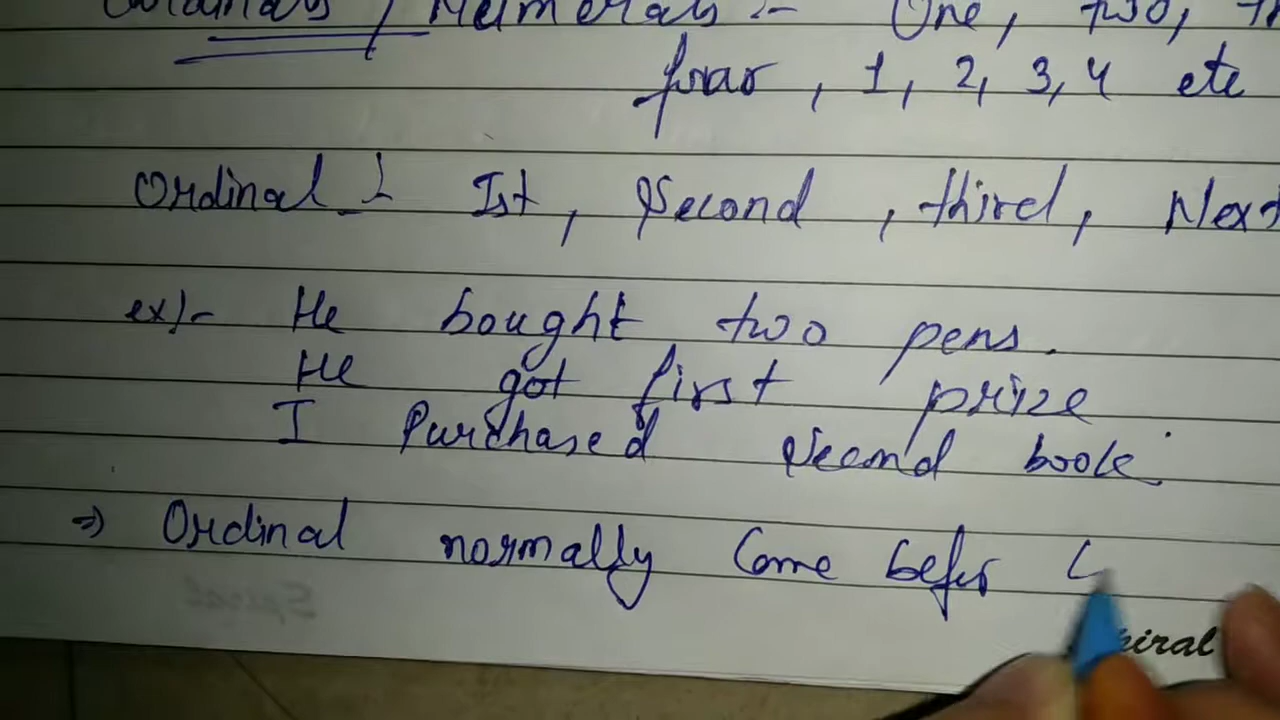 Numerals :- One, two,
four, 1, 2, 3, 4 etc
Ordinal :- Ist, Second, third, Next
ex)- He bought two pens.
He got first prize
I Purchased Second book.
⇒ Ordinal normally Come befor
piral